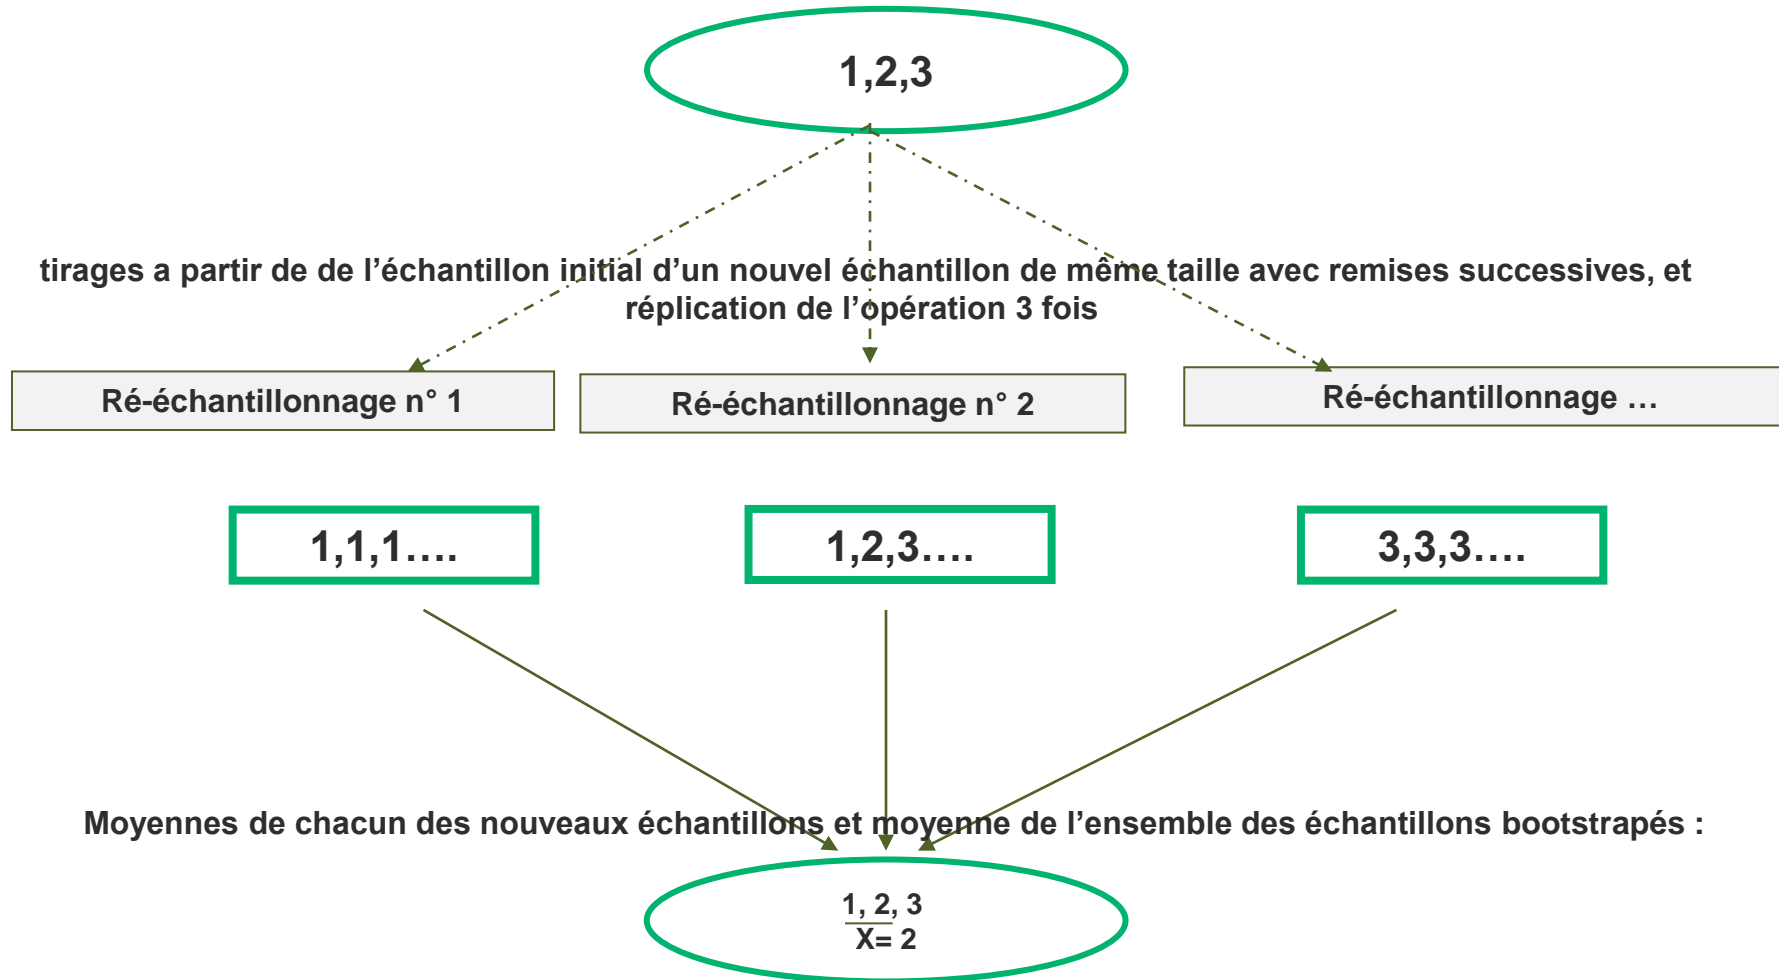 1,2,3
tirages a partir de de l’échantillon initial d’un nouvel échantillon de même taille avec remises successives, et
réplication de l’opération 3 fois
Ré-échantillonnage n° 1
Ré-échantillonnage n° 2
Ré-échantillonnage …
1,1,1….
1,2,3….
3,3,3….
Moyennes de chacun des nouveaux échantillons et moyenne de l’ensemble des échantillons bootstrapés :
1, 2, 3
X= 2